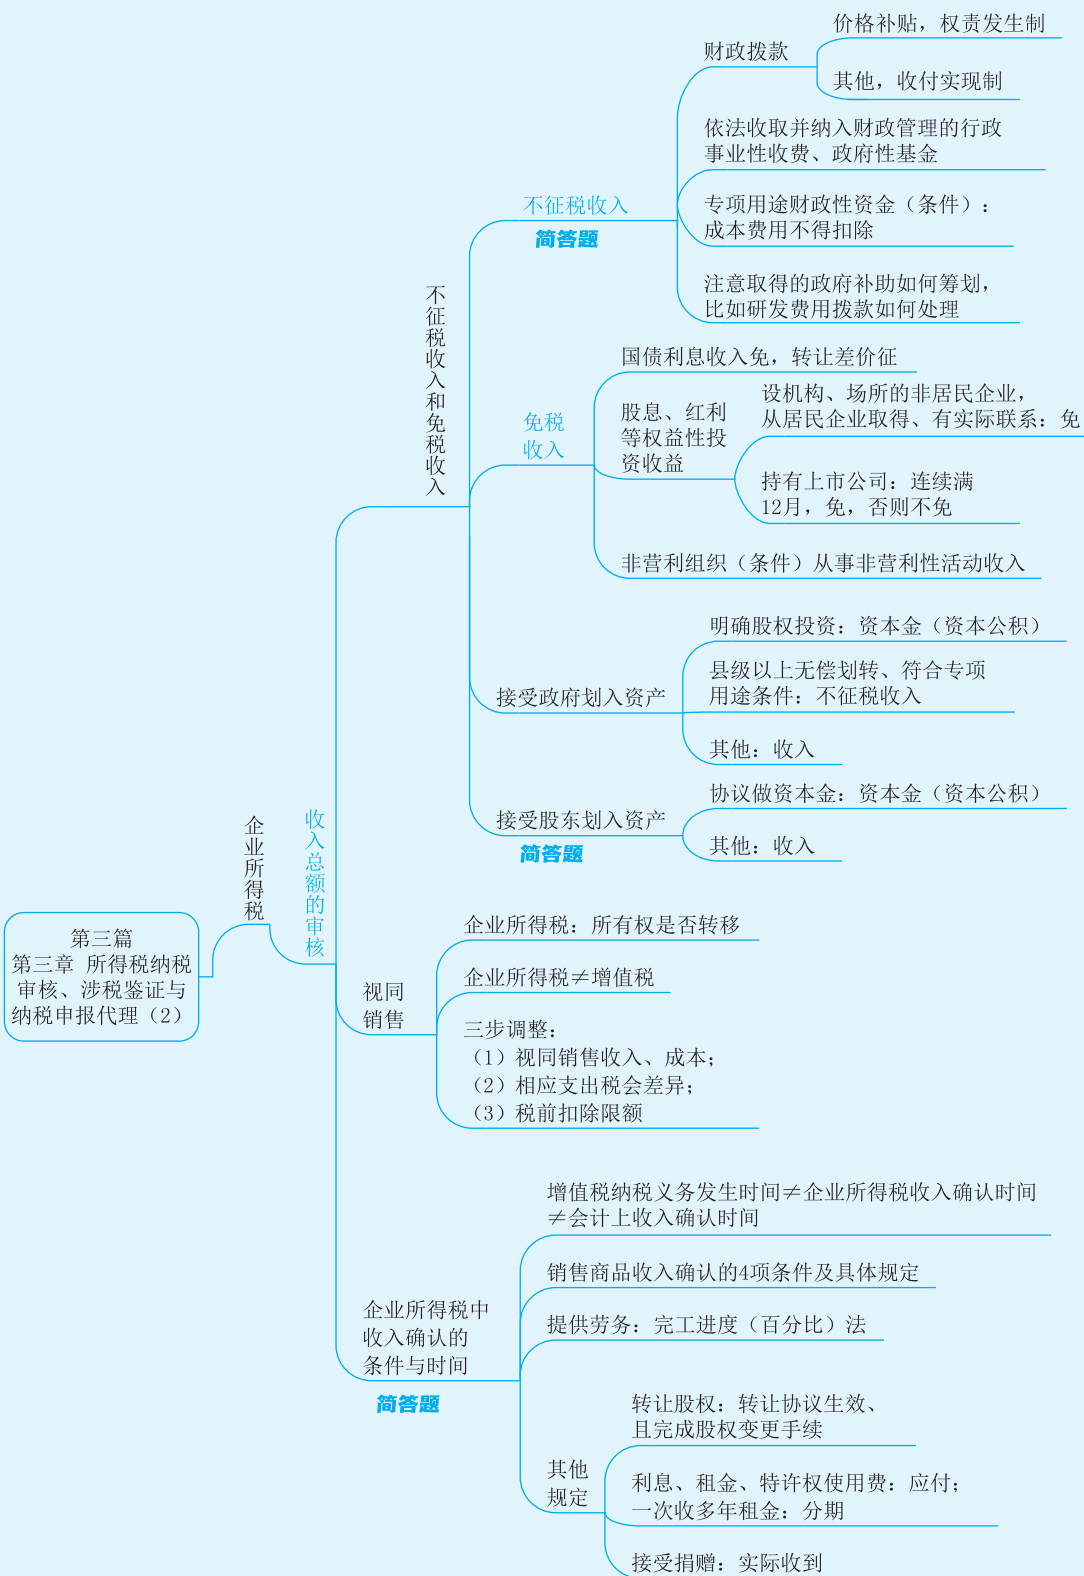 第三篇
第三章 所得税纳税
审核、涉税鉴证与
纳税申报代理（2）
企业所得税
收入总额的审核
不征税收入和免税收入
不征税收入
简答题
财政拨款
价格补贴，权责发生制
其他，收付实现制
依法收取并纳入财政管理的行政
事业性收费、政府性基金
专项用途财政性资金（条件）：
成本费用不得扣除
注意取得的政府补助如何筹划，
比如研发费用拨款如何处理
免税
收入
国债利息收入免，转让差价征
股息、红利
等权益性投
资收益
设机构、场所的非居民企业，
从居民企业取得、有实际联系：免
持有上市公司：连续满
12月，免，否则不免
非营利组织（条件）从事非营利性活动收入
接受政府划入资产
明确股权投资：资本金（资本公积）
县级以上无偿划转、符合专项
用途条件：不征税收入
其他：收入
接受股东划入资产
简答题
协议做资本金：资本金（资本公积）
其他：收入
视同
销售
企业所得税：所有权是否转移
企业所得税≠增值税
三步调整：
（1）视同销售收入、成本；
（2）相应支出税会差异；
（3）税前扣除限额
企业所得税中
收入确认的
条件与时间
简答题
增值税纳税义务发生时间≠企业所得税收入确认时间
≠会计上收入确认时间
销售商品收入确认的4项条件及具体规定
提供劳务：完工进度（百分比）法
其他
规定
转让股权：转让协议生效、
且完成股权变更手续
利息、租金、特许权使用费：应付；
一次收多年租金：分期
接受捐赠：实际收到